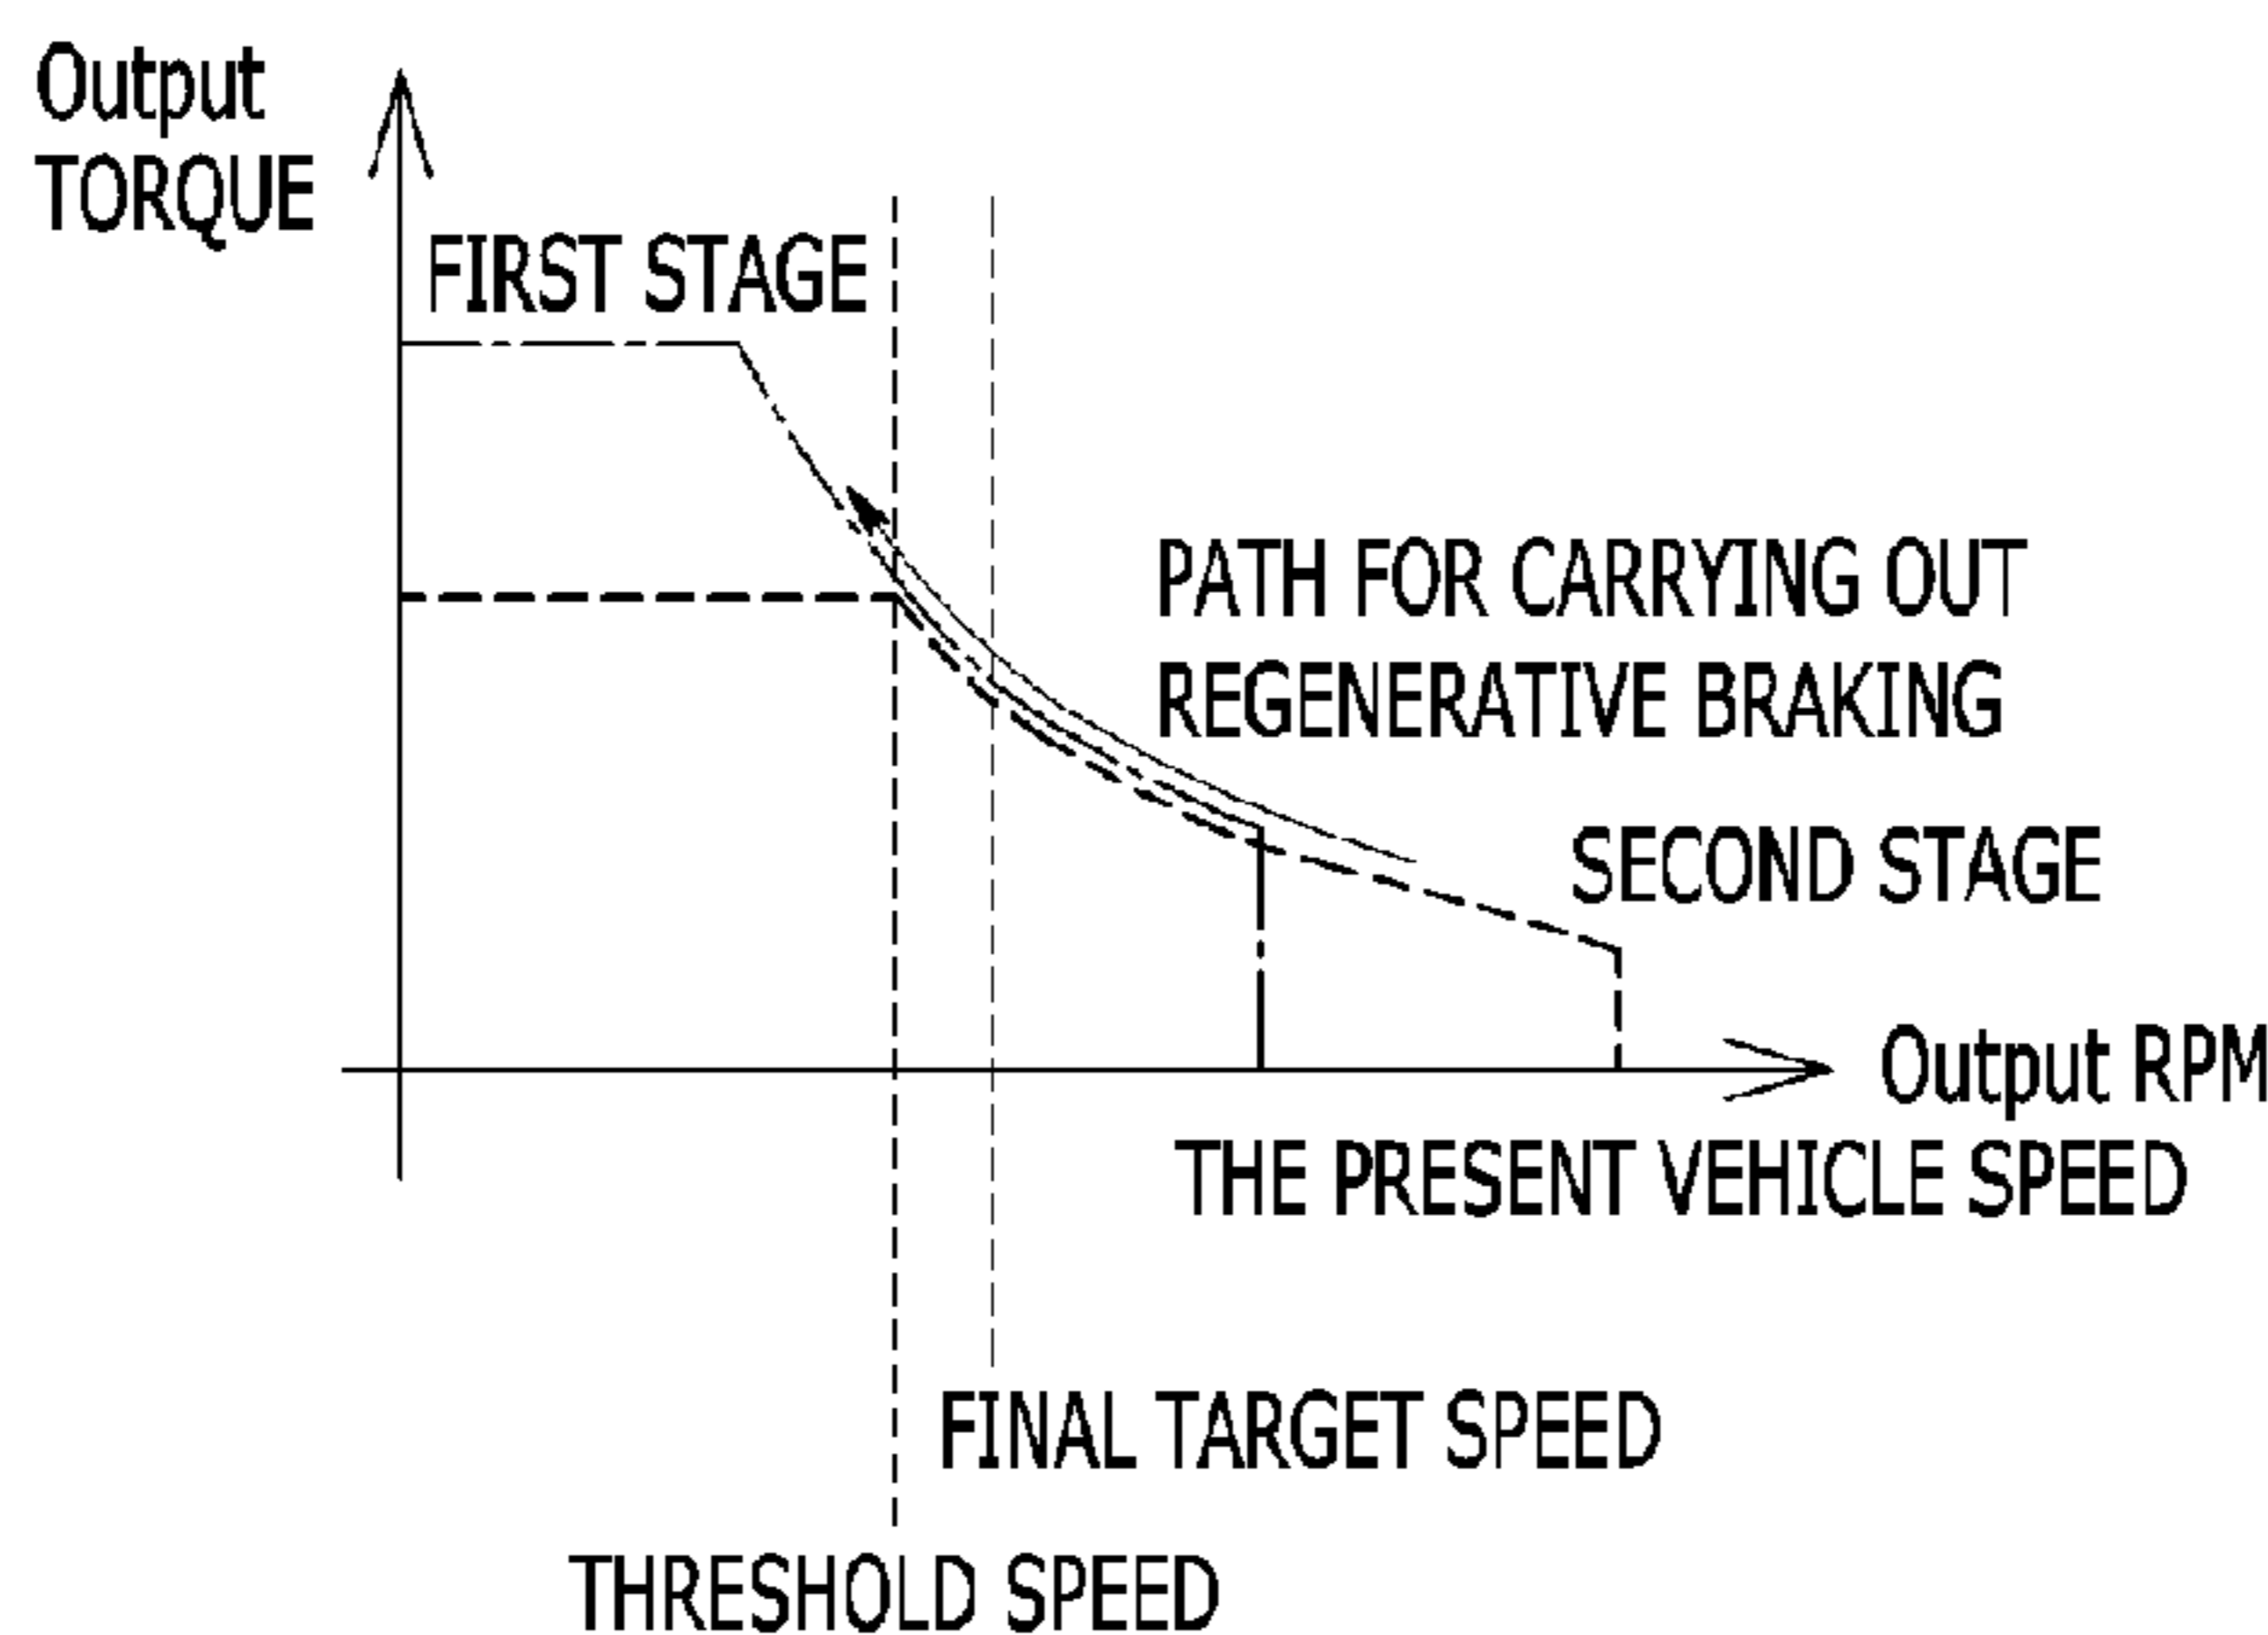 Output
TORQUE
FIRST STAGE
PATH FOR CARRYING OUT
REGENERATIVE BRAKING
SECOND STAGE
Output RPM
THE PRESENT VEHICLE SPEED
FINAL TARGET SPEED
THRESHOLD SPEED